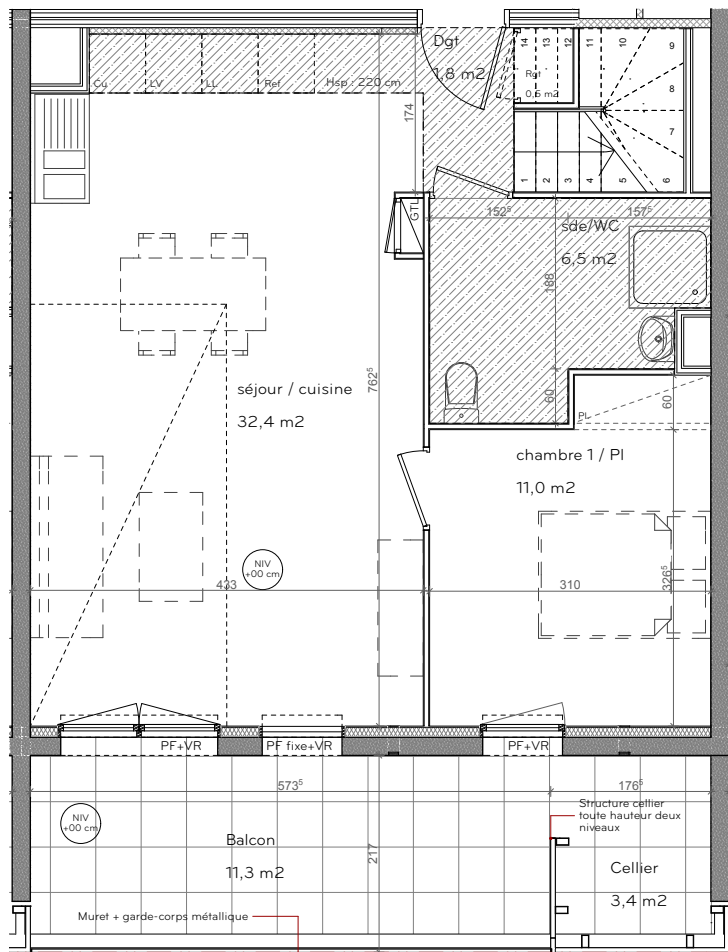 Dgt
1,8 m2
Cu
LV
LL
Ref
Hsp : 220 cm
Rgt
0,5 m2
14
13
12
11
10
9
8
7
6
5
4
3
2
1
174
GTL
152⁵
157⁵
sde/WC
6,5 m2
188
762⁵
60
60
PL
séjour / cuisine
32,4 m2
chambre 1 / Pl
11,0 m2
NIV
+00 cm
433
310
326⁵
PF+VR
PF fixe+VR
PF+VR
573⁵
176⁵
NIV
+00 cm
Structure cellier
toute hauteur deux
niveaux
Balcon
11,3 m2
217
Cellier
3,4 m2
Muret + garde-corps métallique